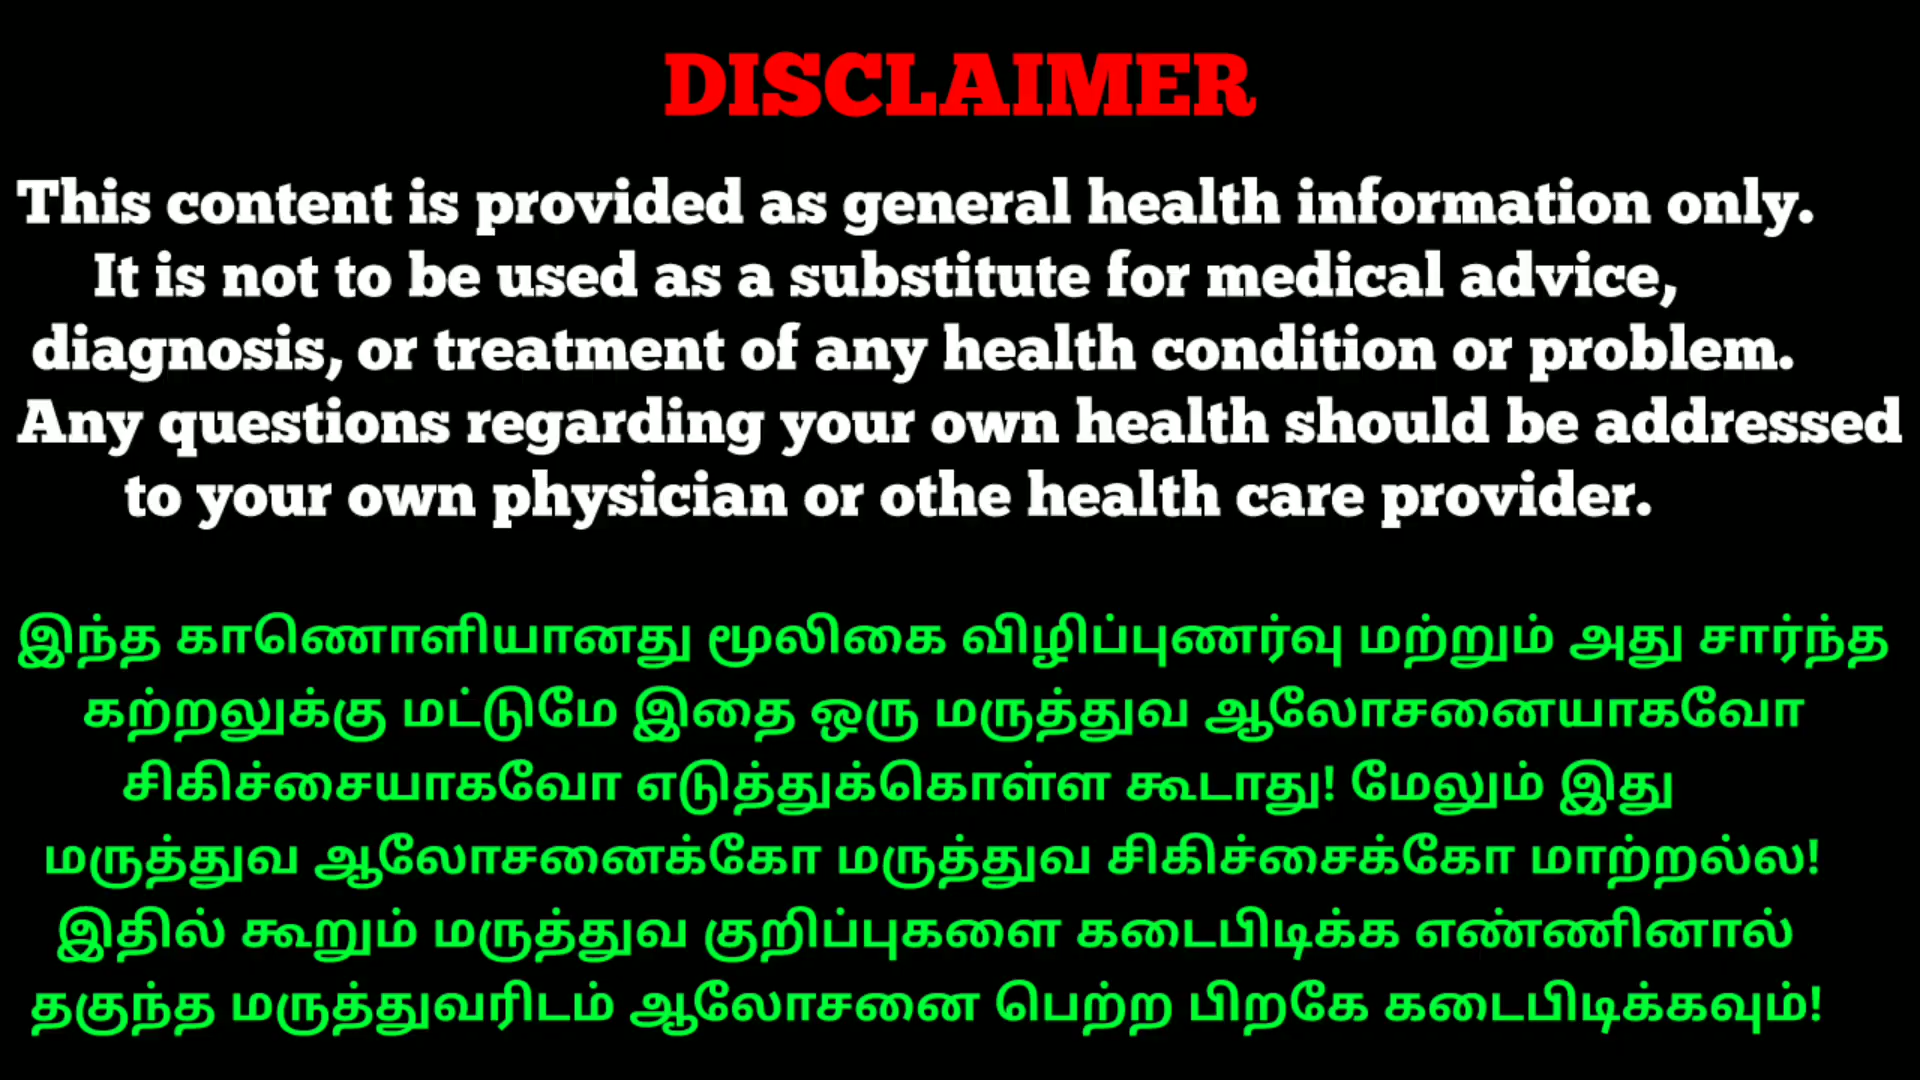 DISCLAIMER
This content is provided as general health information only.
It is not to be used as a substitute for medical advice,
diagnosis, or treatment of any health condition or problem.
Any questions regarding your own health should be addressed
to your own physician or othe health care provider.
இந்த காணொளியானது மூலிகை விழிப்புணர்வு மற்றும் அது சார்ந்த
கற்றலுக்கு மட்டுமே இதை ஒரு மருத்துவ ஆலோசனையாகவோ
சிகிச்சையாகவோ எடுத்துக்கொள்ள கூடாது! மேலும் இது
மருத்துவ ஆலோசனைக்கோ மருத்துவ சிகிச்சைக்கோ மாற்றல்ல!
இதில் கூறும் மருத்துவ குறிப்புகளை கடைபிடிக்க எண்ணினால்
தகுந்த மருத்துவரிடம் ஆலோசனை பெற்ற பிறகே கடைபிடிக்கவும்!